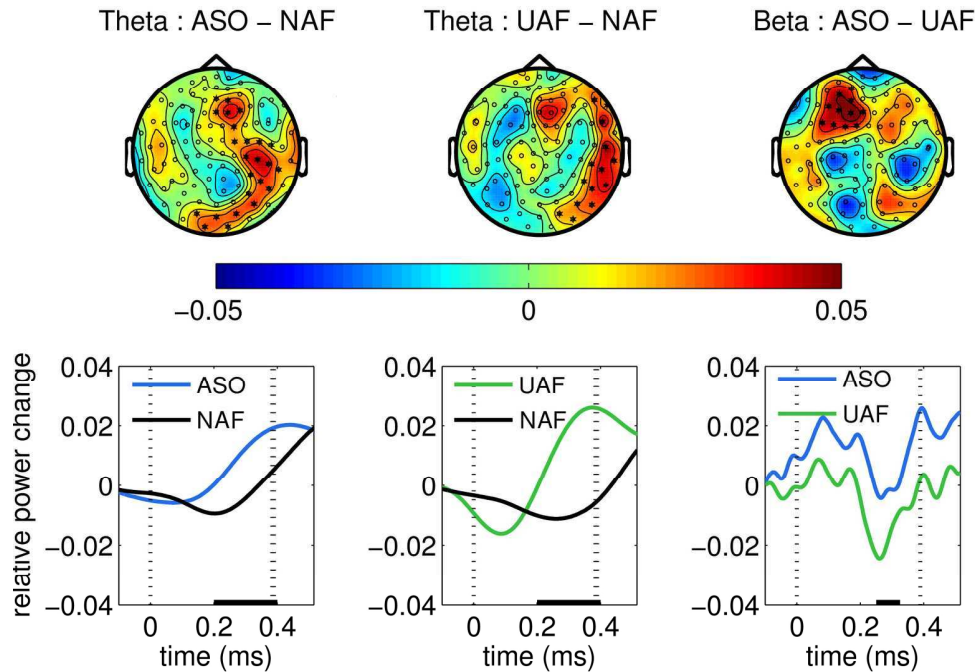 Theta : ASO − NAF
Theta : UAF − NAF
Beta : ASO − UAF
−0.05 0 0.05
relative power change
0.04
0.02
0
−0.02
−0.04
ASO
NAF
0 0.2 0.4
time (ms)
0.04
0.02
0
−0.02
−0.04
UAF
NAF
0 0.2 0.4
time (ms)
0.04
0.02
0
−0.02
−0.04
ASO
UAF
0 0.2 0.4
time (ms)